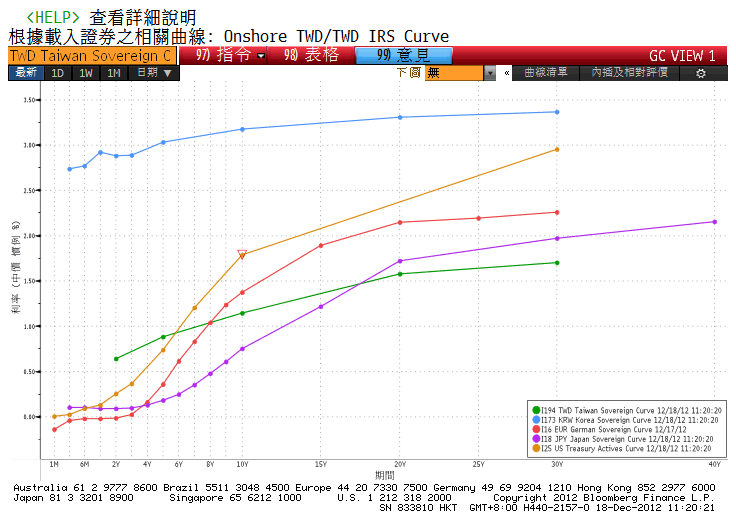 <HELP> 查看詳細說明
根據載入證券之相關曲線: Onshore TWD/TWD IRS Curve
TWD Taiwan Sovereign C 97) 指令 98) 表格 99) 意見 GC VIEW 1
最新 1D 1W 1M 日期 下圖 無 « 曲線清單 內插及相對評價
3.50
3.00
2.50
2.00
1.50
1.00
0.50
0.00
利率 (中價 慣例 %)
I194 TWD Taiwan Sovereign Curve 12/18/12 11:20:20
I173 KRW Korea Sovereign Curve 12/18/12 11:20:20
I16 EUR German Sovereign Curve 12/17/12
I18 JPY Japan Sovereign Curve 12/18/12 11:20:20
I25 US Treasury Actives Curve 12/18/12 11:20:20
1M 6M 2Y 4Y 6Y 8Y 10Y 15Y 20Y 25Y 30Y 40Y
期間
Australia 61 2 9777 8600 Brazil 5511 3048 4500 Europe 44 20 7330 7500 Germany 49 69 9204 1210 Hong Kong 852 2977 6000
Japan 81 3 3201 8900 Singapore 65 6212 1000 U.S. 1 212 318 2000 Copyright 2012 Bloomberg Finance L.P.
SN 833810 HKT GMT+8:00 H440-2157-0 18-Dec-2012 11:20:21